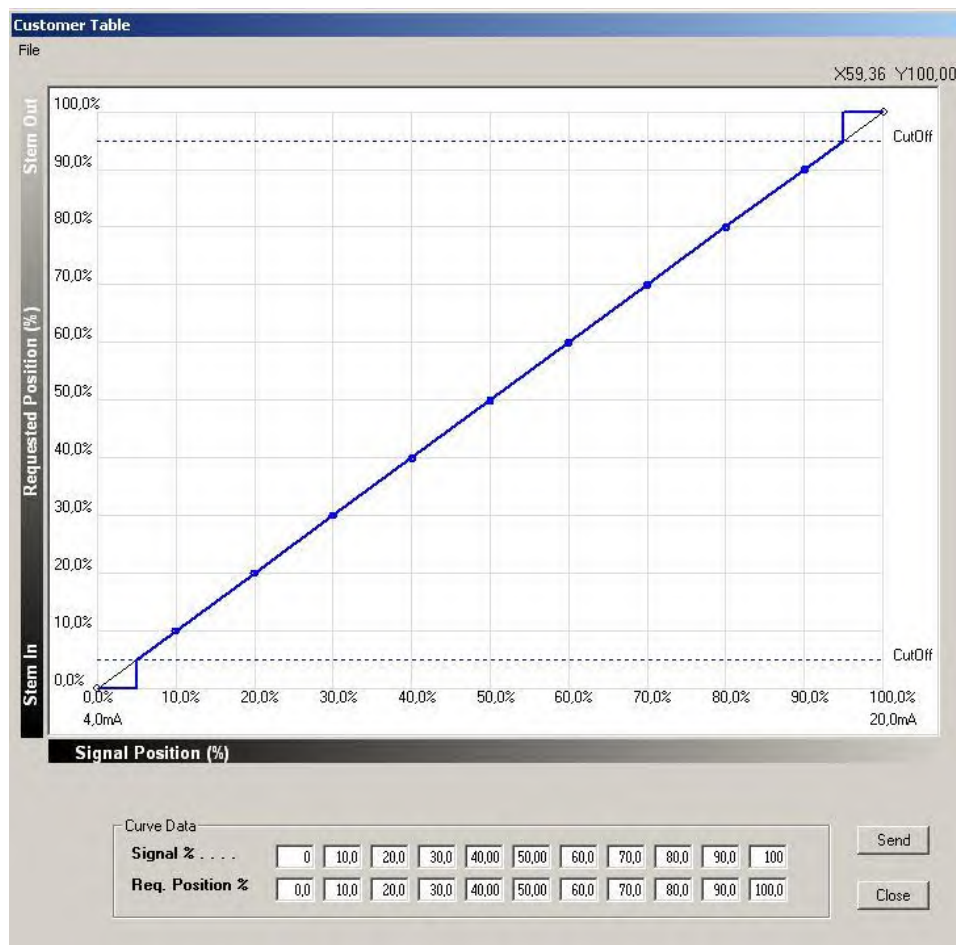 Customer Table
File
X59,36 Y100,00
Stem Out
Requested Position (%)
Stem In
100,0%
CutOff
90,0%
80,0%
70,0%
60,0%
50,0%
40,0%
30,0%
20,0%
10,0%
CutOff
0,0%
0,0% 10,0% 20,0% 30,0% 40,0% 50,0% 60,0% 70,0% 80,0% 90,0% 100,0%
4,0mA 20,0mA
Signal Position (%)
Curve Data
Signal % . . . . 0 10,0 20,0 30,0 40,00 50,00 60,0 70,0 80,0 90,0 100
Req. Position % 0,0 10,0 20,0 30,0 40,00 50,00 60,0 70,0 80,0 90,0 100,0
Send
Close